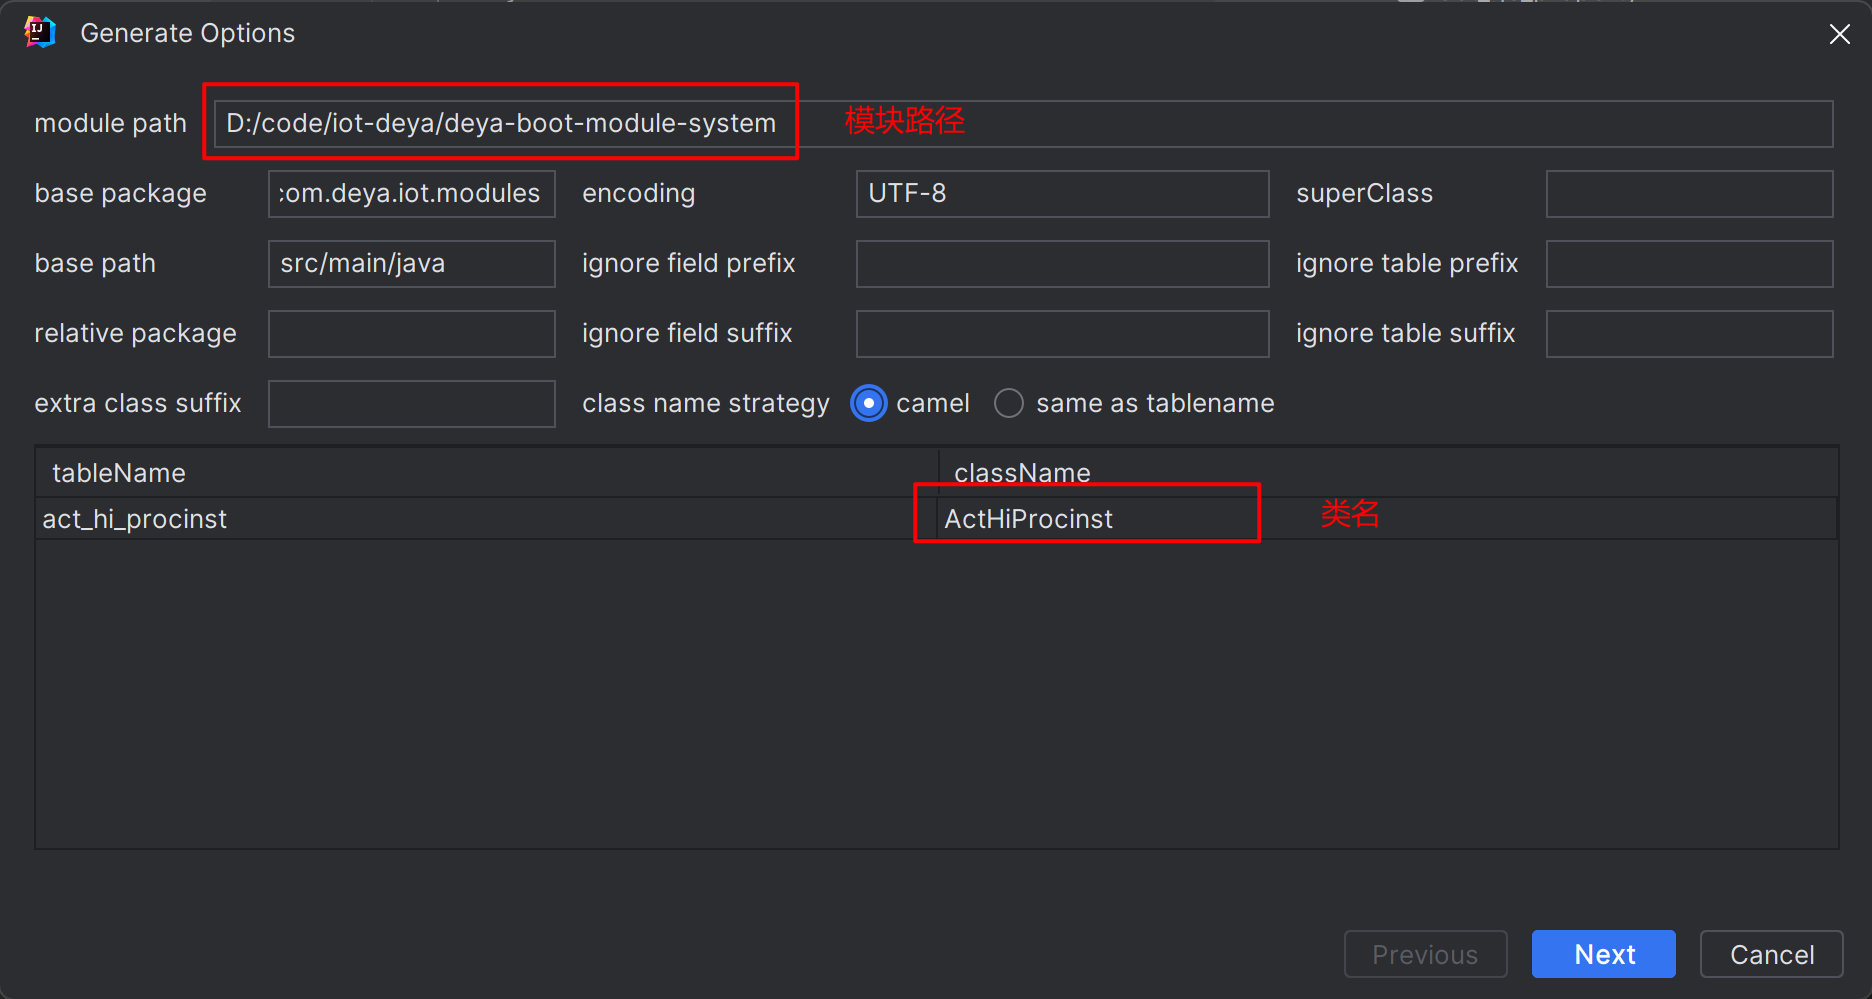 Generate Options
module path D:/code/iot-deya/deya-boot-module-system 模块路径
base package com.deya.iot.modules encoding UTF-8 superClass
base path src/main/java ignore field prefix ignore table prefix
relative package ignore field suffix ignore table suffix
extra class suffix class name strategy camel same as tablename
tableName className
act_hi_procinst ActHiProcinst 类名
Previous Next Cancel